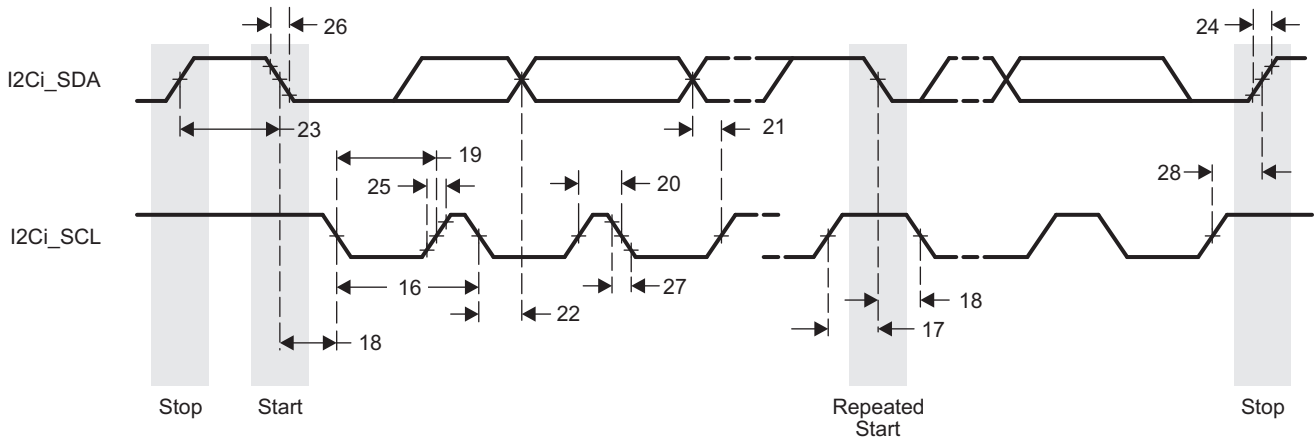 26
24
I2Ci_SDA
23
21
19
25
20
28
I2Ci_SCL
16
27
22
18
18
17
Stop
Start
Repeated
Start
Stop